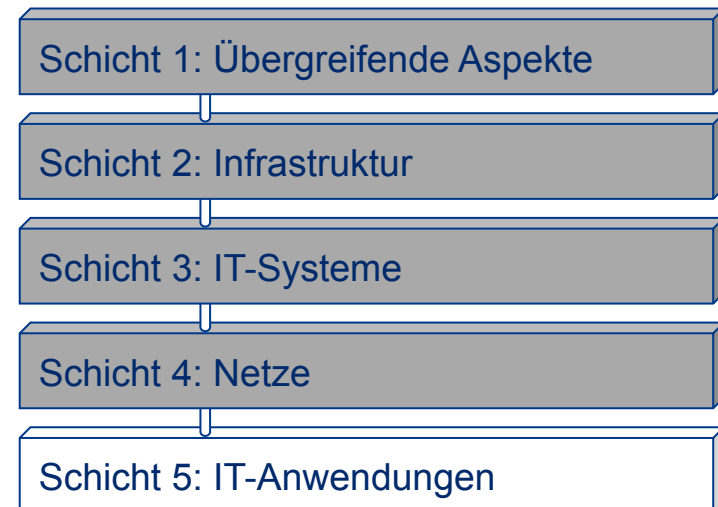 Schicht 1: Übergreifende Aspekte
Schicht 2: Infrastruktur
Schicht 3: IT-Systeme
Schicht 4: Netze
Schicht 5: IT-Anwendungen